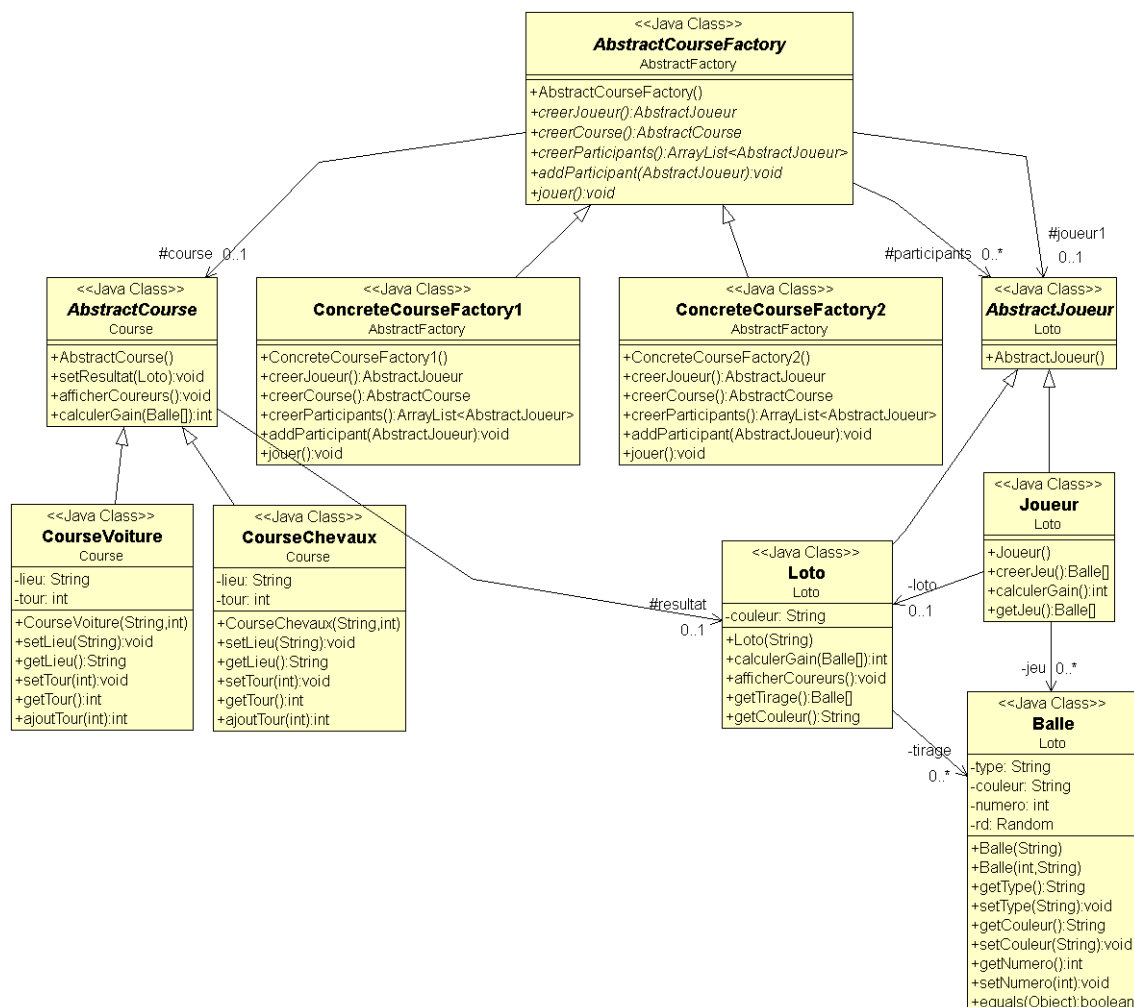 <<Java Class>>
AbstractCourseFactory
AbstractFactory
+AbstractCourseFactory()
+creerJoueur():AbstractJoueur
+creerCourse():AbstractCourse
+creerParticipants():ArrayList<AbstractJoueur>
+addParticipant(AbstractJoueur):void
+jouer():void
#course 0..1
#participants 0..*
#joueur1
0..1
<<Java Class>>
AbstractCourse
Course
+AbstractCourse()
+setResultat(Loto):void
+afficherCoureurs():void
+calculerGain(Balle[]):int
<<Java Class>>
ConcreteCourseFactory1
AbstractFactory
+ConcreteCourseFactory1()
+creerJoueur():AbstractJoueur
+creerCourse():AbstractCourse
+creerParticipants():ArrayList<AbstractJoueur>
+addParticipant(AbstractJoueur):void
+jouer():void
<<Java Class>>
ConcreteCourseFactory2
AbstractFactory
+ConcreteCourseFactory2()
+creerJoueur():AbstractJoueur
+creerCourse():AbstractCourse
+creerParticipants():ArrayList<AbstractJoueur>
+addParticipant(AbstractJoueur):void
+jouer():void
<<Java Class>>
AbstractJoueur
Loto
+AbstractJoueur()
<<Java Class>>
CourseVoiture
Course
-lieu: String
-tour: int
+CourseVoiture(String,int)
+setLieu(String):void
+getLieu():String
+setTour(int):void
+getTour():int
+ajoutTour(int):int
<<Java Class>>
CourseChevaux
Course
-lieu: String
-tour: int
+CourseChevaux(String,int)
+setLieu(String):void
+getLieu():String
+setTour(int):void
+getTour():int
+ajoutTour(int):int
#resultat
0..1
<<Java Class>>
Loto
Loto
-couleur: String
+Loto(String)
+calculerGain(Balle[]):int
+afficherCoureurs():void
+getTirage():Balle[]
+getCouleur():String
-loto
0..1
<<Java Class>>
Joueur
Loto
+Joueur()
+creerJeu():Balle[]
+calculerGain():int
+getJeu():Balle[]
-jeu 0..*
-tirage
0..*
<<Java Class>>
Balle
Loto
-type: String
-couleur: String
-numero: int
-rd: Random
+Balle(String)
+Balle(int,String)
+getType():String
+setType(String):void
+getCouleur():String
+setCouleur(String):void
+getNumero():int
+setNumero(int):void
+equals(Object):boolean